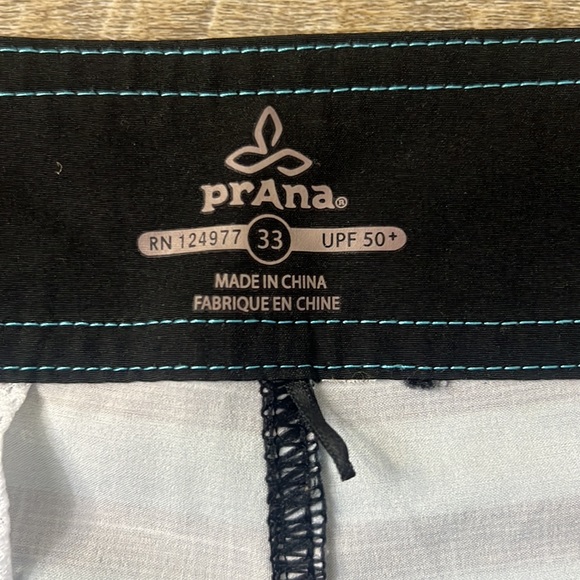 prAna®
RN 124977 33 UPF 50+
MADE IN CHINA
FABRIQUE EN CHINE